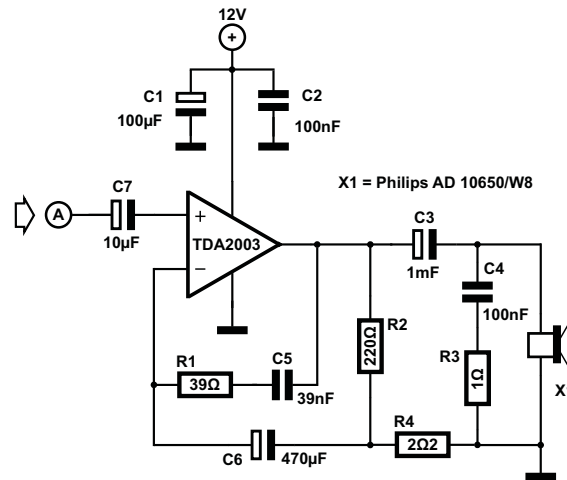 12V
+
C1
100µF
C2
100nF
X1 = Philips AD 10650/W8
C7
A
10µF
+
TDA2003
−
C3
1mF
C4
100nF
R2
220Ω
R1
39Ω
C5
39nF
R3
1Ω
X
R4
2Ω2
C6
470µF